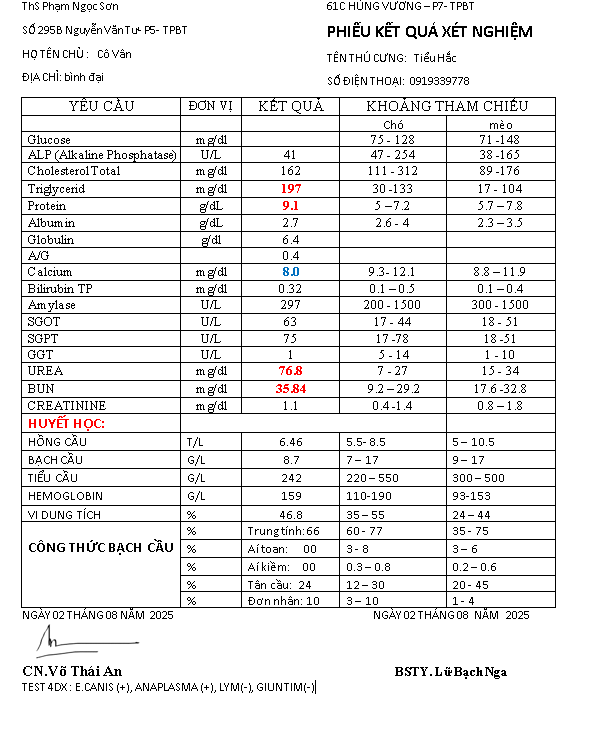 ThS Phạm Ngọc Sơn 61C HÙNG VƯƠNG – P7- TPBT
SỐ 295B Nguyễn Văn Tư- P5- TPBT PHIẾU KẾT QUẢ XÉT NGHIỆM
HỌ TÊN CHỦ : Cô Vân TÊN THÚ CƯNG: Tiểu Hắc
ĐỊA CHỈ: bình đại SỐ ĐIỆN THOẠI: 0919339778
YÊU CẦU ĐƠN VỊ KẾT QUẢ KHOẢNG THAM CHIẾU
Chó mèo
Glucose mg/dl 75 - 128 71 -148
ALP (Alkaline Phosphatase) U/L 41 47 - 254 38 -165
Cholesterol Total mg/dl 162 111 - 312 89 -176
Triglycerid mg/dl 197 30 -133 17 - 104
Protein g/dL 9.1 5 – 7.2 5.7 – 7.8
Albumin g/dL 2.7 2.6 - 4 2.3 – 3.5
Globulin g/dl 6.4
A/G 0.4
Calcium mg/dl 8.0 9.3- 12.1 8.8 – 11.9
Bilirubin TP mg/dl 0.32 0.1 – 0.5 0.1 – 0.4
Amylase U/L 297 200 - 1500 300 - 1500
SGOT U/L 63 17 - 44 18 - 51
SGPT U/L 75 17 -78 18 -51
GGT U/L 1 5 - 14 1 - 10
UREA mg/dl 76.8 7 - 27 15 - 34
BUN mg/dl 35.84 9.2 – 29.2 17.6 -32.8
CREATININE mg/dl 1.1 0.4 -1.4 0.8 – 1.8
HUYẾT HỌC:
HỒNG CẦU T/L 6.46 5.5- 8.5 5 – 10.5
BẠCH CẦU G/L 8.7 7 – 17 9 – 17
TIỂU CẦU G/L 242 220 – 550 300 – 500
HEMOGLOBIN G/L 159 110-190 93-153
VI DUNG TÍCH % 46.8 35 – 55 24 – 44
CÔNG THỨC BẠCH CẦU % Trung tính: 66 60 - 77 35 - 75
% Ái toan: 00 3 - 8 3 – 6
% Ái kiềm: 00 0.3 – 0.8 0.2 – 0.6
% Tân cầu: 24 12 – 30 20 - 45
% Đơn nhân: 10 3 – 10 1 - 4
NGÀY 02 THÁNG 08 NĂM 2025 NGÀY 02 THÁNG 08 NĂM 2025
CN.Võ Thái An BSTY. Lữ Bạch Nga
TEST 4DX : E.CANIS (+), ANAPLASMA (+), LYM(-), GIUN TIM(-)